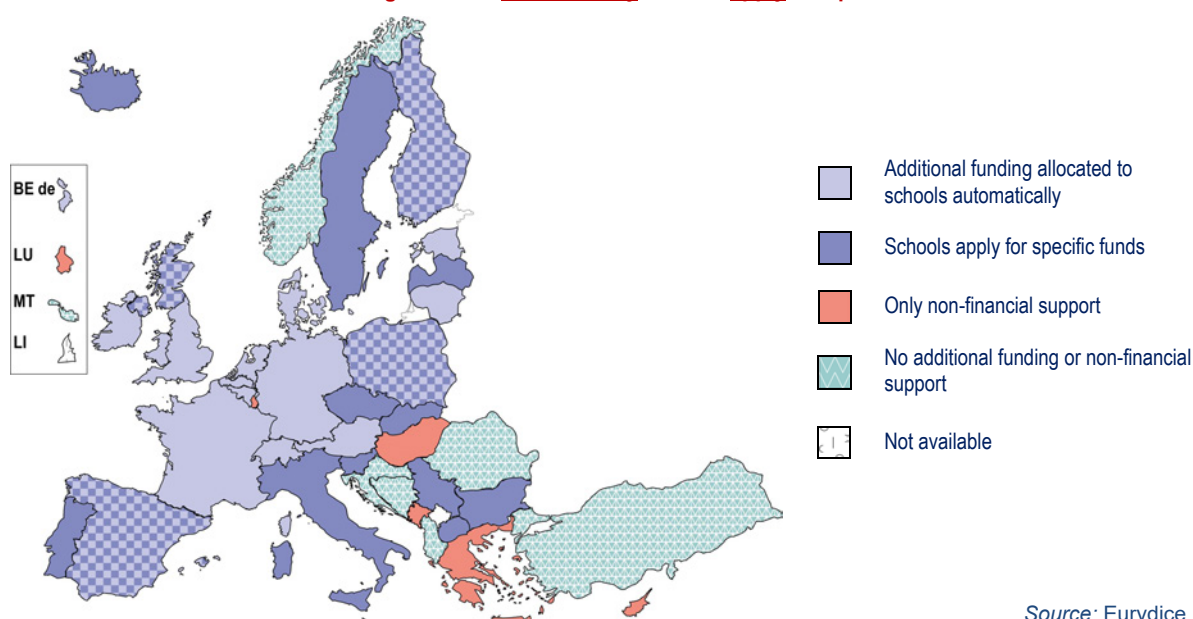 BE de
LU
MT
LI
Additional funding allocated to
schools automatically
Schools apply for specific funds
Only non-financial support
No additional funding or non-financial
support
Not available
Source: Eurydice